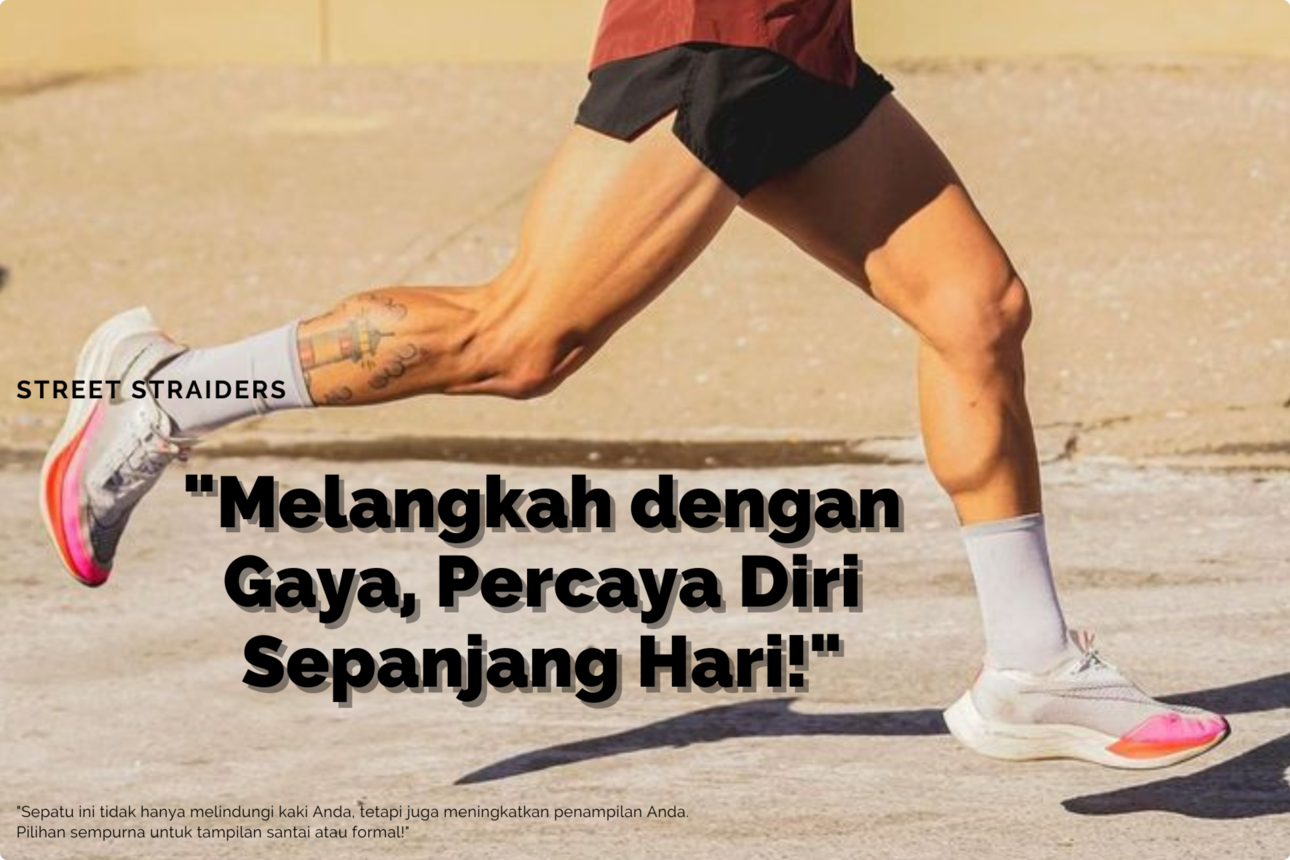 STREET STRAIDERS
"Melangkah dengan
Gaya, Percaya Diri
Sepanjang Hari!"
"Sepatu ini tidak hanya melindungi kaki Anda, tetapi juga meningkatkan penampilan Anda.
Pilihan sempurna untuk tampilan santai atau formal!"